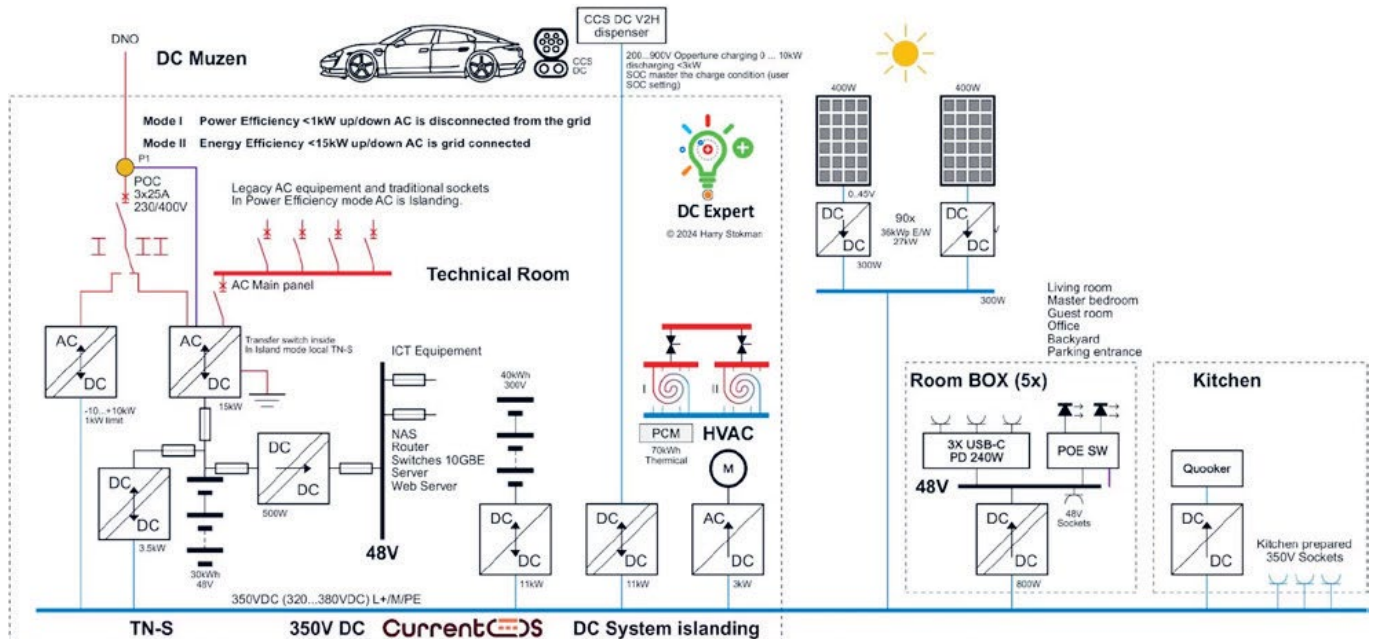 DNO
DC Muzen
CCS
DC
CCS DC V2H
dispenser
200...900V Opperture charging 0 ... 10kW
discharging <3kW
SOC master the charge condition (user
SOC setting)
Mode I Power Efficiency <1kW up/down AC is disconnected from the grid
Mode II Energy Efficiency <15kW up/down AC is grid connected
P1
POC
3x25A
230/400V
Legacy AC equipement and traditional sockets
In Power Efficiency mode AC is Islanding.
DC Expert
© 2024 Harry Stokman
400W
400W
0..45V
DC
DC
90x
36kWp E/W
27kW
DC
DC
300W
300W
I
II
AC Main panel
Technical Room
AC
DC
AC
DC
Transfer switch inside
In Island mode local TN-S
-10...+10kW
1kW limit
15kW
ICT Equipement
NAS
Router
Switches 10GBE
Server
Web Server
DC
DC
500W
48V
DC
DC
3.5kW
30kWh
48V
40kWh
300V
DC
DC
11kW
DC
DC
11kW
I
II
PCM
70kWh
Thermical
HVAC
M
AC
DC
3kW
Living room
Master bedroom
Guest room
Office
Backyard
Parking entrance
Room BOX (5x)
3X USB-C
PD 240W
POE SW
48V
48V
Sockets
DC
DC
800W
Kitchen
Quooker
DC
DC
Kitchen prepared
350V Sockets
350VDC (320...380VDC) L+/M/PE
TN-S
350V DC
CurrentOS
DC System islanding